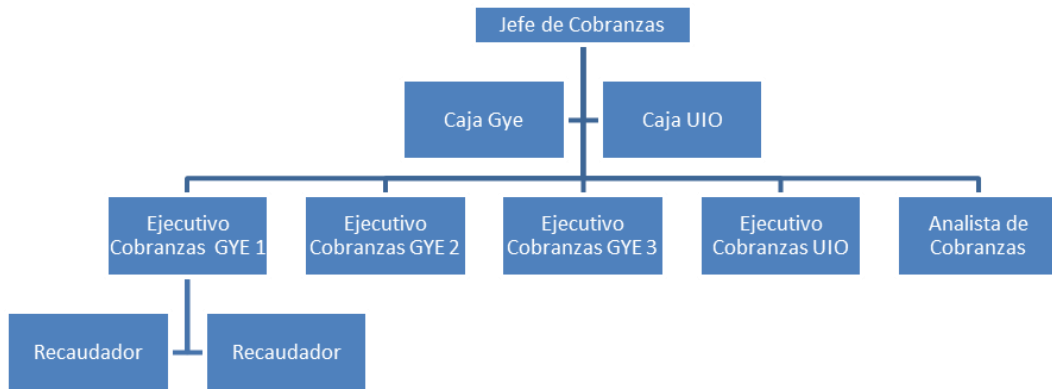 Jefe de Cobranzas
Caja Gye
Caja UIO
Ejecutivo
Cobranzas GYE 1
Ejecutivo
Cobranzas GYE 2
Ejecutivo
Cobranzas GYE 3
Ejecutivo
Cobranzas UIO
Analista de
Cobranzas
Recaudador
Recaudador